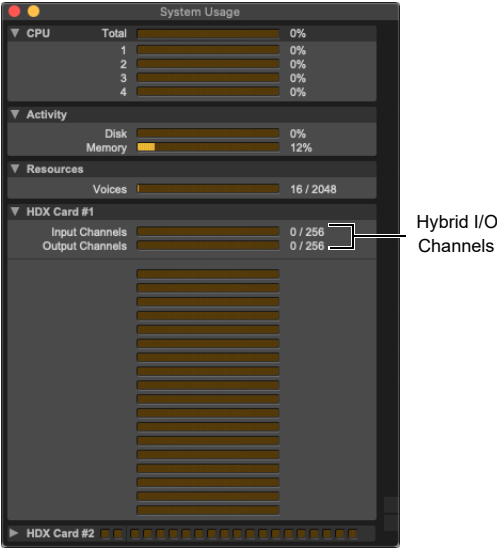 System Usage
CPU Total 0%
1 0%
2 0%
3 0%
4 0%
Activity
Disk 0%
Memory 12%
Resources
Voices 16 / 2048
HDX Card #1
Input Channels 0 / 256
Output Channels 0 / 256
Hybrid I/O
Channels
HDX Card #2